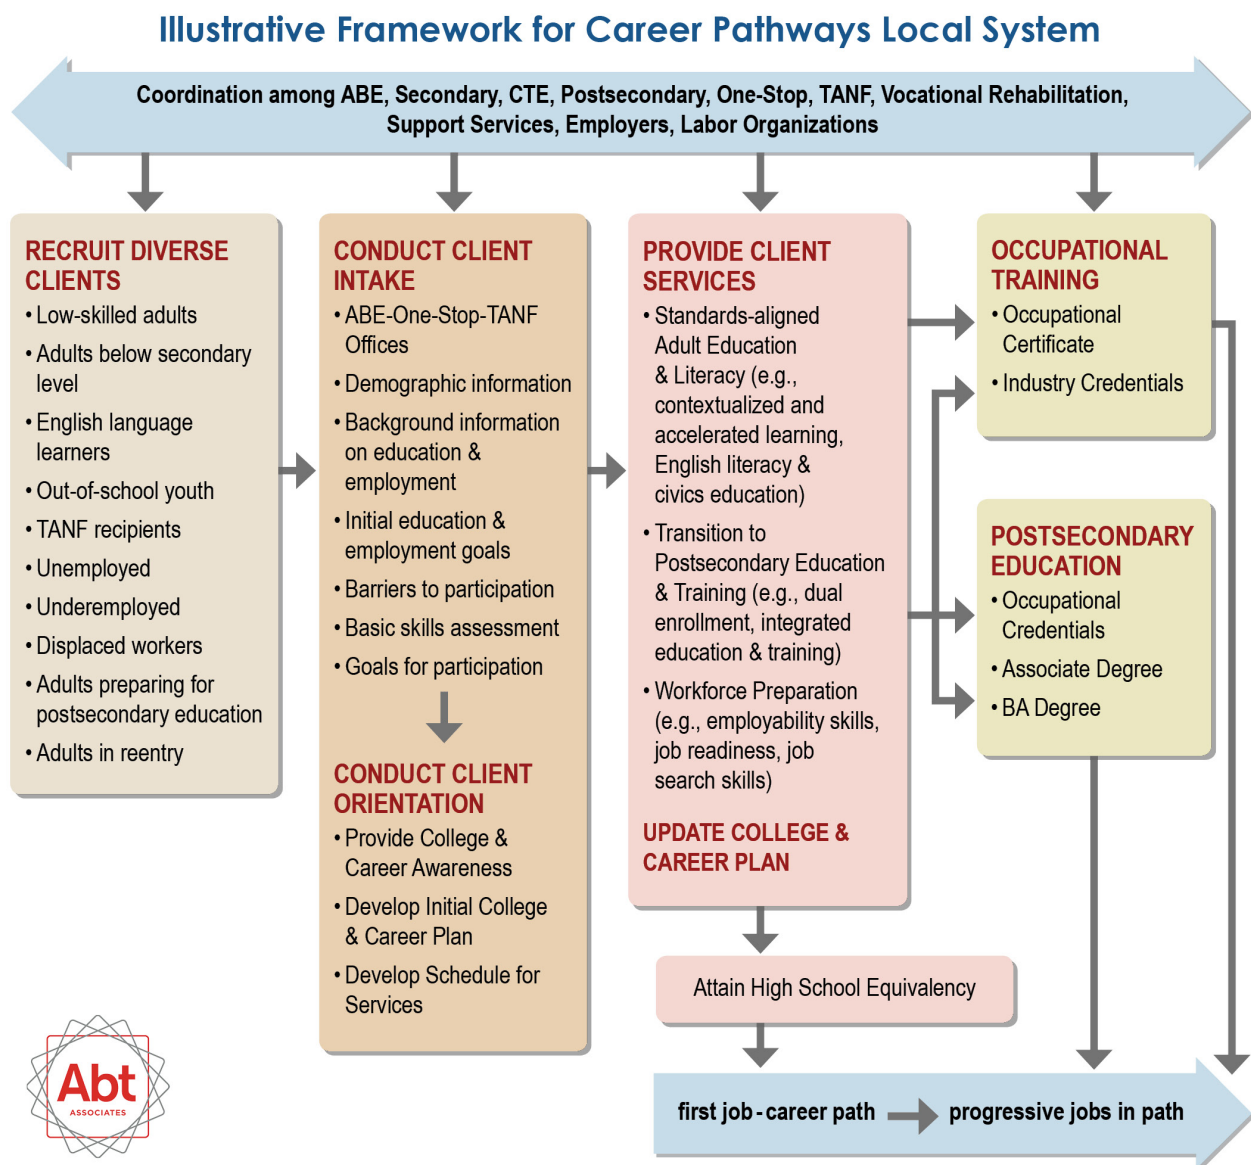 Illustrative Framework for Career Pathways Local System
Coordination among ABE, Secondary, CTE, Postsecondary, One-Stop, TANF, Vocational Rehabilitation,
Support Services, Employers, Labor Organizations
RECRUIT DIVERSE
CLIENTS
• Low-skilled adults
• Adults below secondary
level
• English language
learners
• Out-of-school youth
• TANF recipients
• Unemployed
• Underemployed
• Displaced workers
• Adults preparing for
postsecondary education
• Adults in reentry
CONDUCT CLIENT
INTAKE
• ABE-One-Stop-TANF
Offices
• Demographic information
• Background information
on education &
employment
• Initial education &
employment goals
• Barriers to participation
• Basic skills assessment
• Goals for participation
CONDUCT CLIENT
ORIENTATION
• Provide College &
Career Awareness
• Develop Initial College
& Career Plan
• Develop Schedule for
Services
PROVIDE CLIENT
SERVICES
• Standards-aligned
Adult Education
& Literacy (e.g.,
contextualized and
accelerated learning,
English literacy &
civics education)
• Transition to
Postsecondary Education
& Training (e.g., dual
enrollment, integrated
education & training)
• Workforce Preparation
(e.g., employability skills,
job readiness, job
search skills)
UPDATE COLLEGE &
CAREER PLAN
Attain High School Equivalency
OCCUPATIONAL
TRAINING
• Occupational
Certificate
• Industry Credentials
POSTSECONDARY
EDUCATION
• Occupational
Credentials
• Associate Degree
• BA Degree
first job - career path
progressive jobs in path
Abt
ASSOCIATES